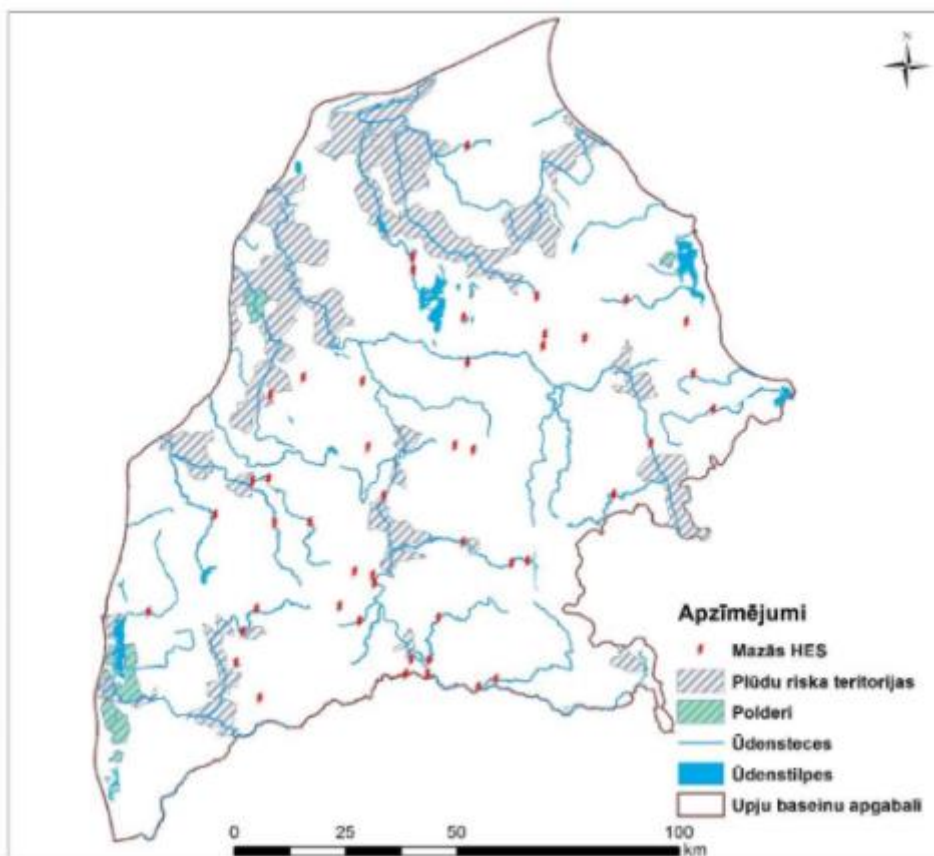 N
Apzīmējumi
Mazās HES
Plūdu riska teritorijas
Polderi
Ūdensteces
Ūdenstilpes
Upju baseinu apgabali
0 25 50 100
km